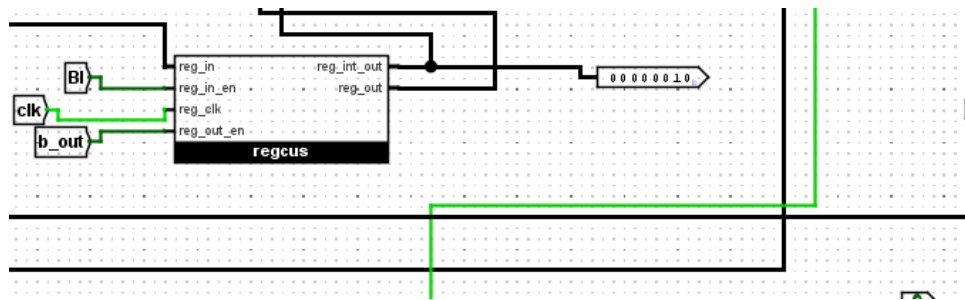 BI
clk
b_out
reg_in
reg_in_en
reg_clk
reg_out_en
reg_int_out
reg_out
regcus
00000010